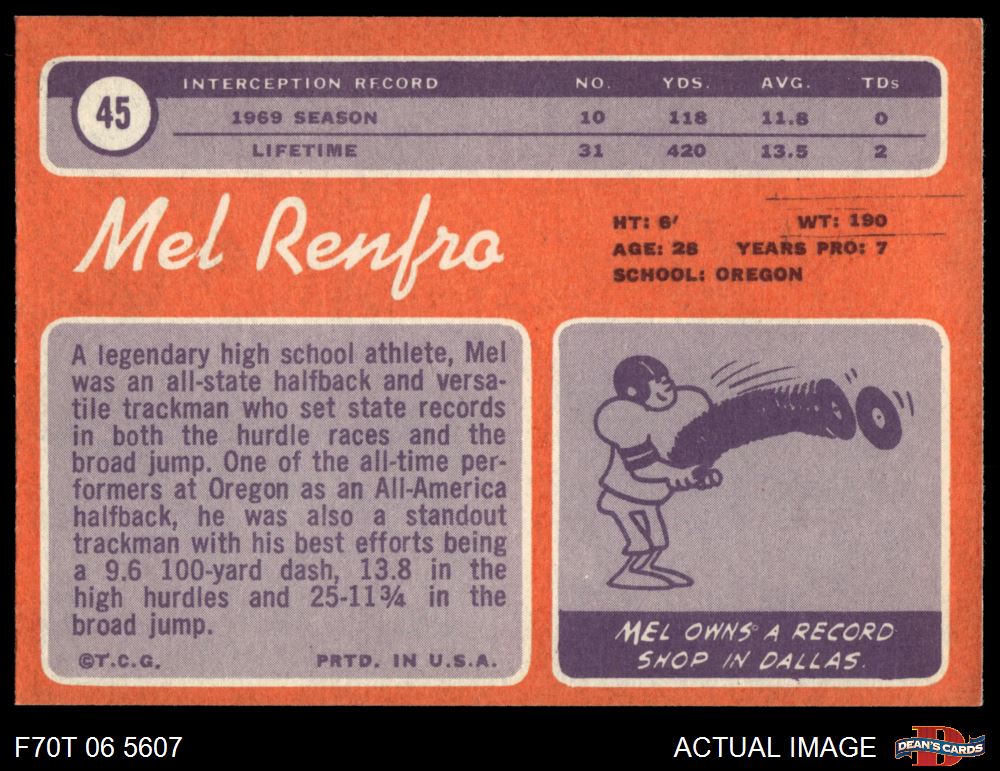 45
INTERCEPTION RECORD NO. YDS. AVG. TDs
1969 SEASON 10 118 11.8 0
LIFETIME 31 420 13.5 2
Mel Renfro
HT: 6' WT: 190
AGE: 28 YEARS PRO: 7
SCHOOL: OREGON
A legendary high school athlete, Mel
was an all-state halfback and versa-
tile trackman who set state records
in both the hurdle races and the
broad jump. One of the all-time per-
formers at Oregon as an All-America
halfback, he was also a standout
trackman with his best efforts being
a 9.6 100-yard dash, 13.8 in the
high hurdles and 25-11¾ in the
broad jump.
©T.C.G. PRTD. IN U.S.A.
MEL OWNS A RECORD
SHOP IN DALLAS.
F70T 06 5607
ACTUAL IMAGE
D
DEAN'S CARDS